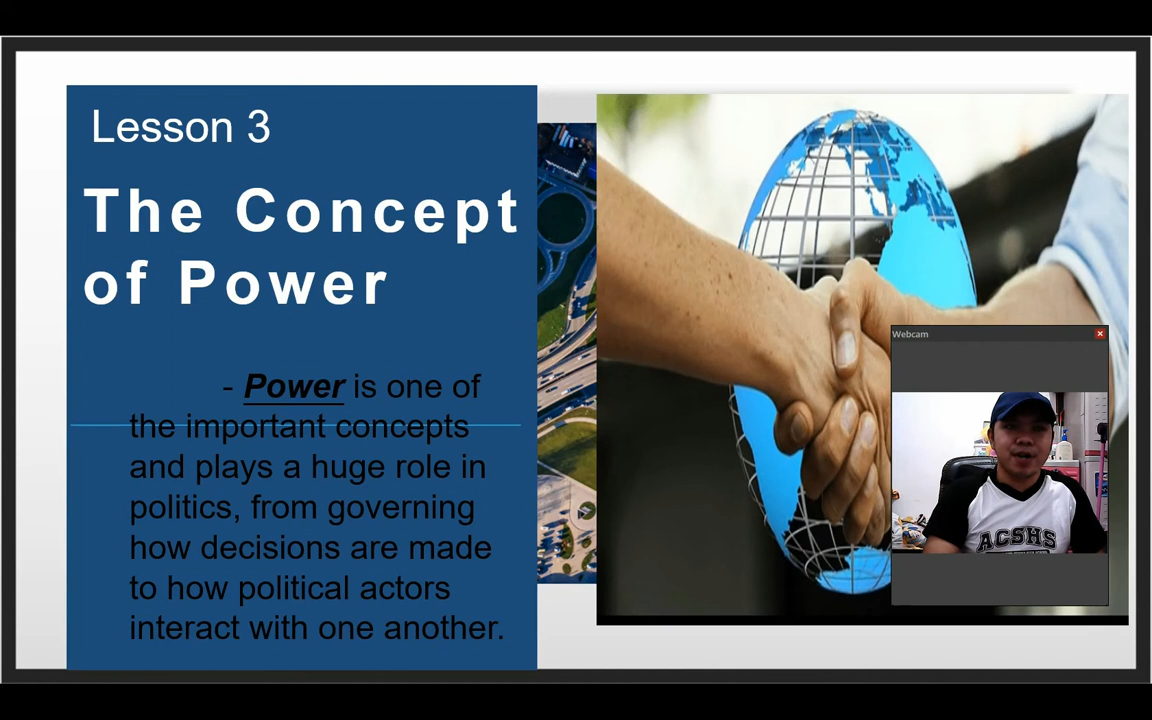 Lesson 3
The Concept
of Power
- Power is one of
the important concepts
and plays a huge role in
politics, from governing
how decisions are made
to how political actors
interact with one another.
Webcam
ACSHS